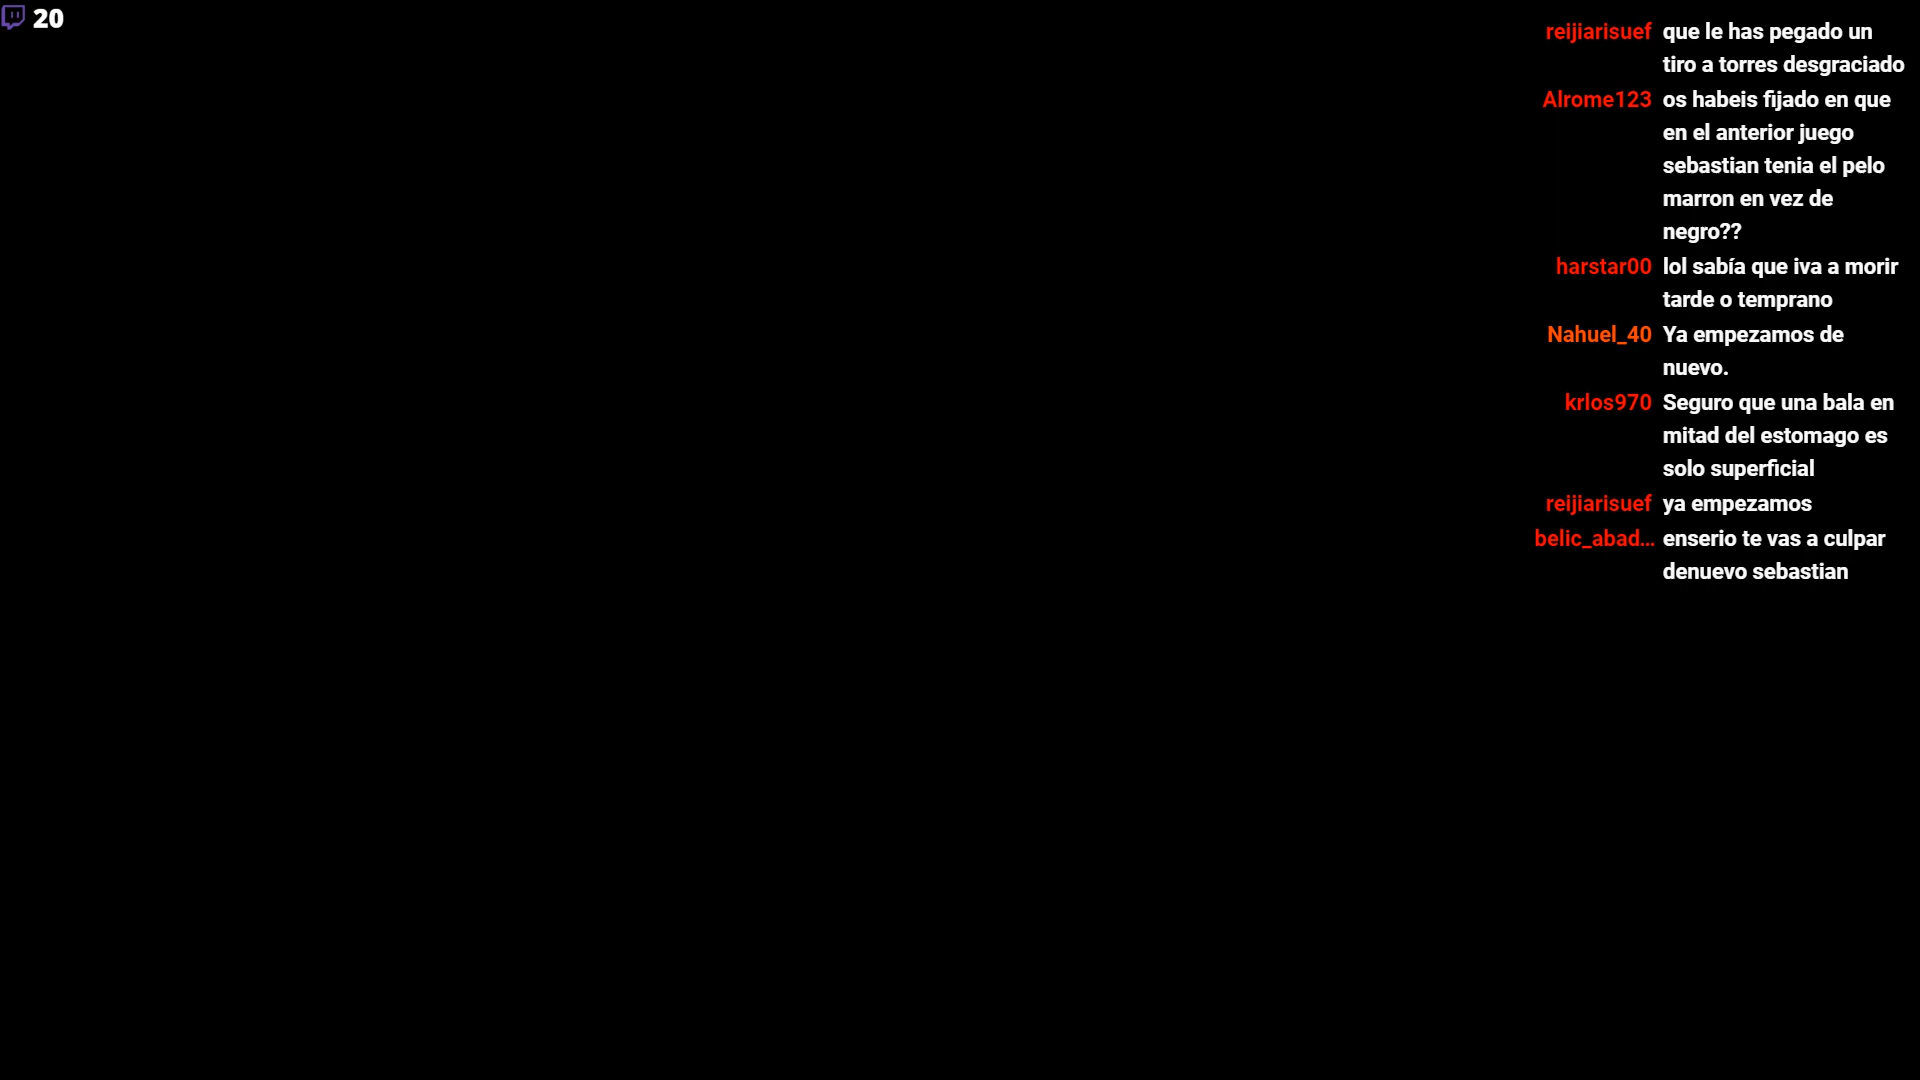 20
reijiarisuef que le has pegado un
tiro a torres desgraciado
Alrome123 os habeis fijado en que
en el anterior juego
sebastian tenia el pelo
marron en vez de
negro??
harstar00 lol sabía que iva a morir
tarde o temprano
Nahuel_40 Ya empezamos de
nuevo.
krlos970 Seguro que una bala en
mitad del estomago es
solo superficial
reijiarisuef ya empezamos
belic_abad... enserio te vas a culpar
denuevo sebastian